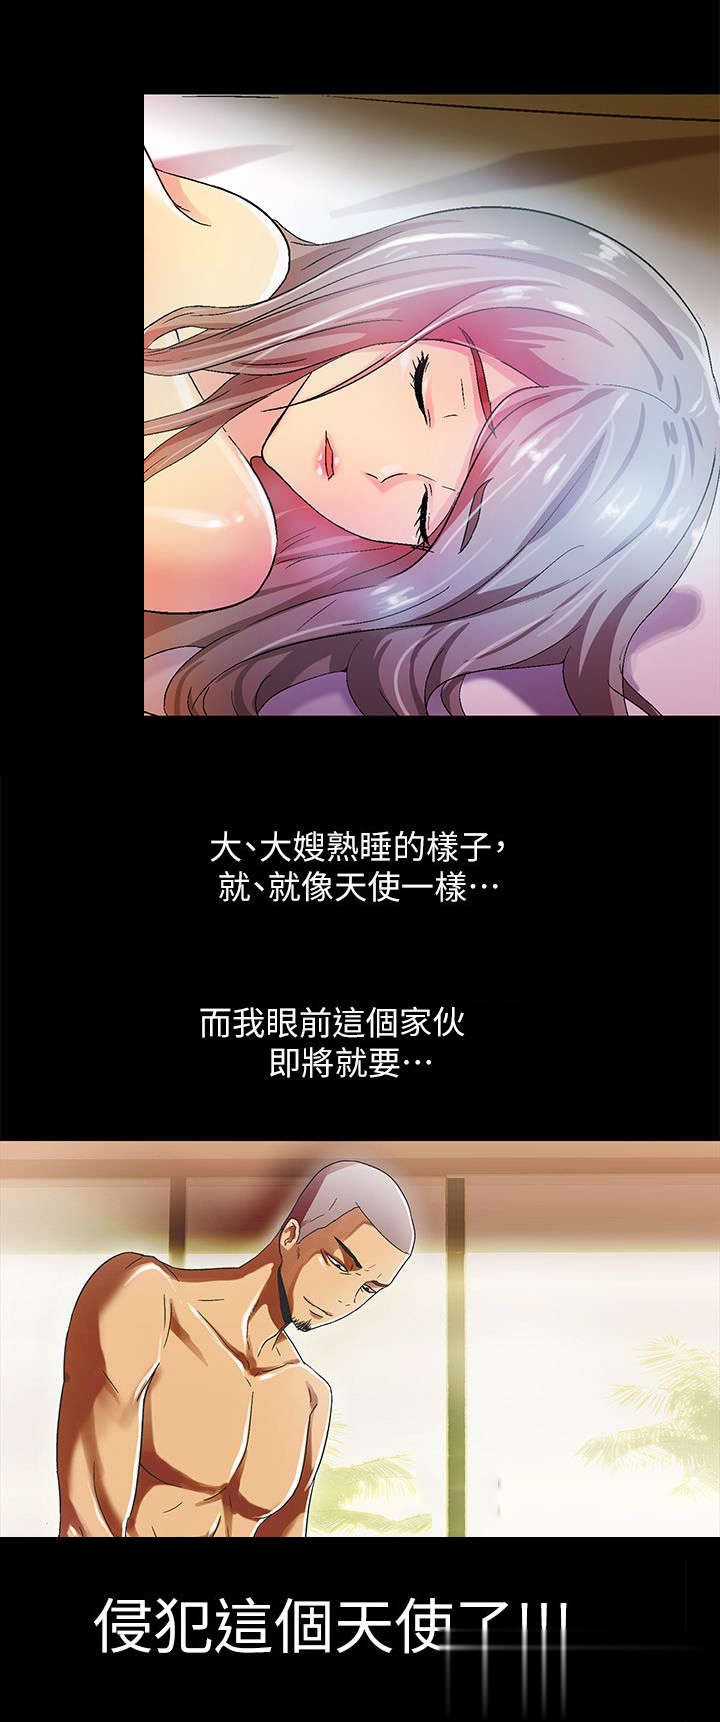 大、大嫂熟睡的樣子，
就、就像天使一樣…
而我眼前這個家伙
即將就要…
侵犯這個天使了!!!